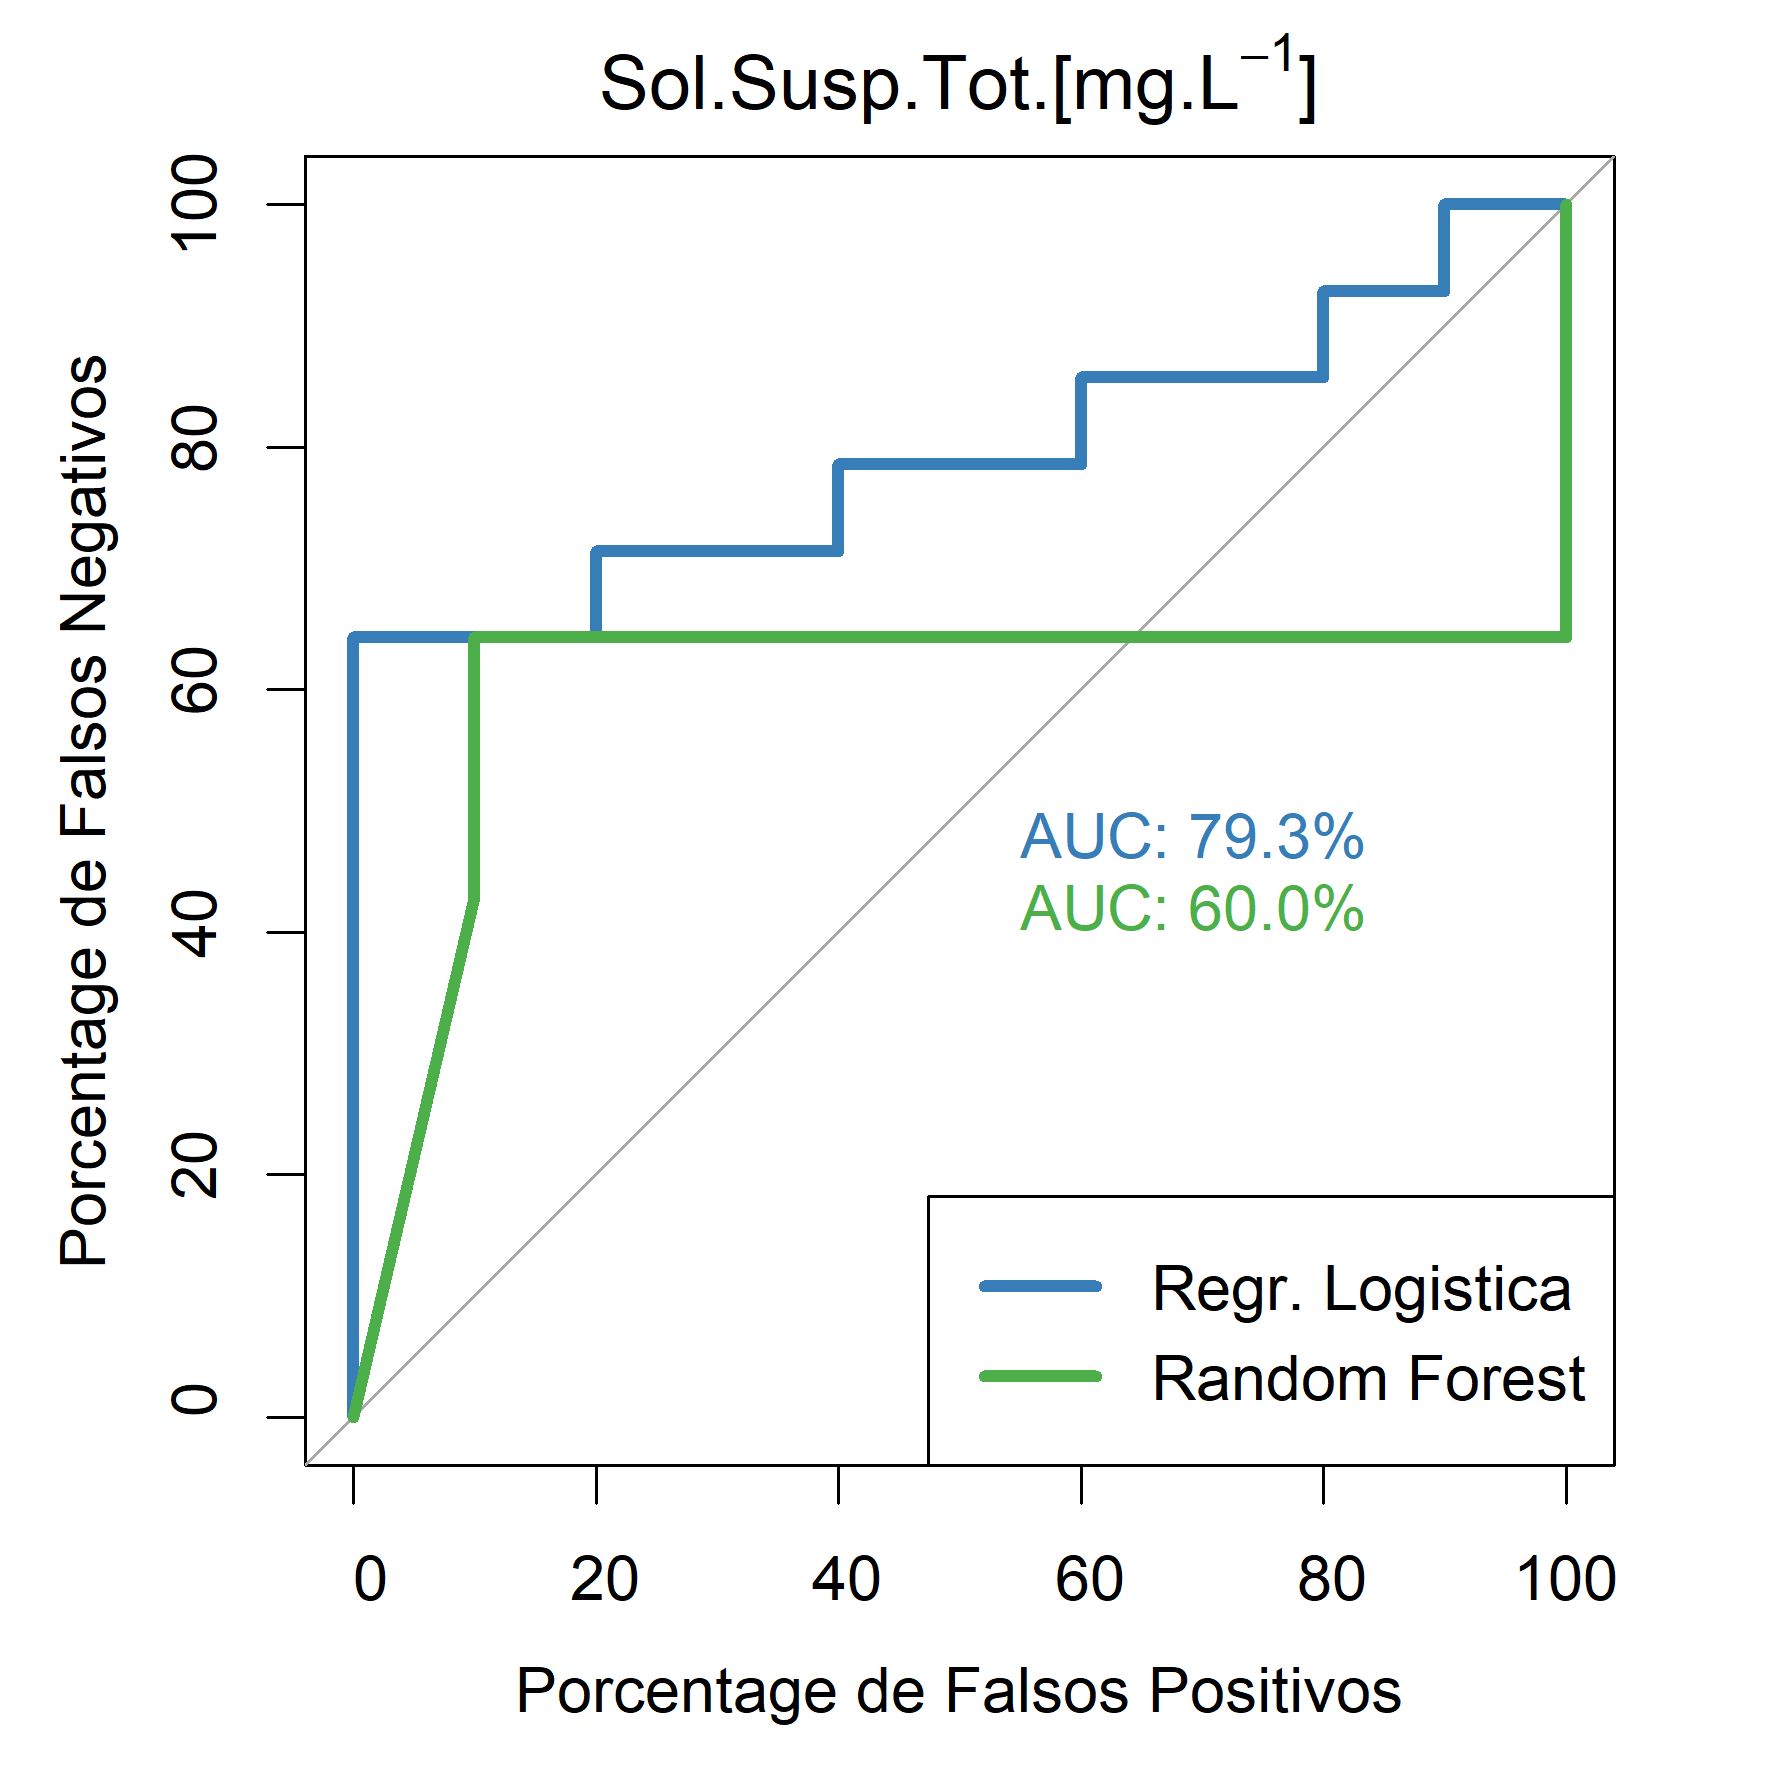 Sol.Susp.Tot.[mg.L⁻¹]
Porcentage de Falsos Negativos
100
80
60
40
20
0
AUC: 79.3%
AUC: 60.0%
Regr. Logistica
Random Forest
0 20 40 60 80 100
Porcentage de Falsos Positivos